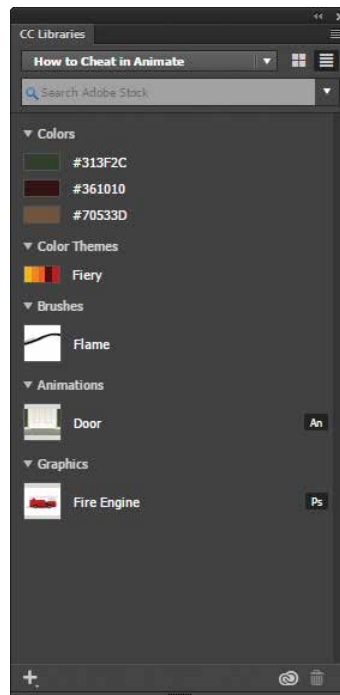 CC Libraries
How to Cheat in Animate
Search Adobe Stock
Colors
#313F2C
#361010
#70533D
Color Themes
Fiery
Brushes
Flame
Animations
Door An
Graphics
Fire Engine Ps